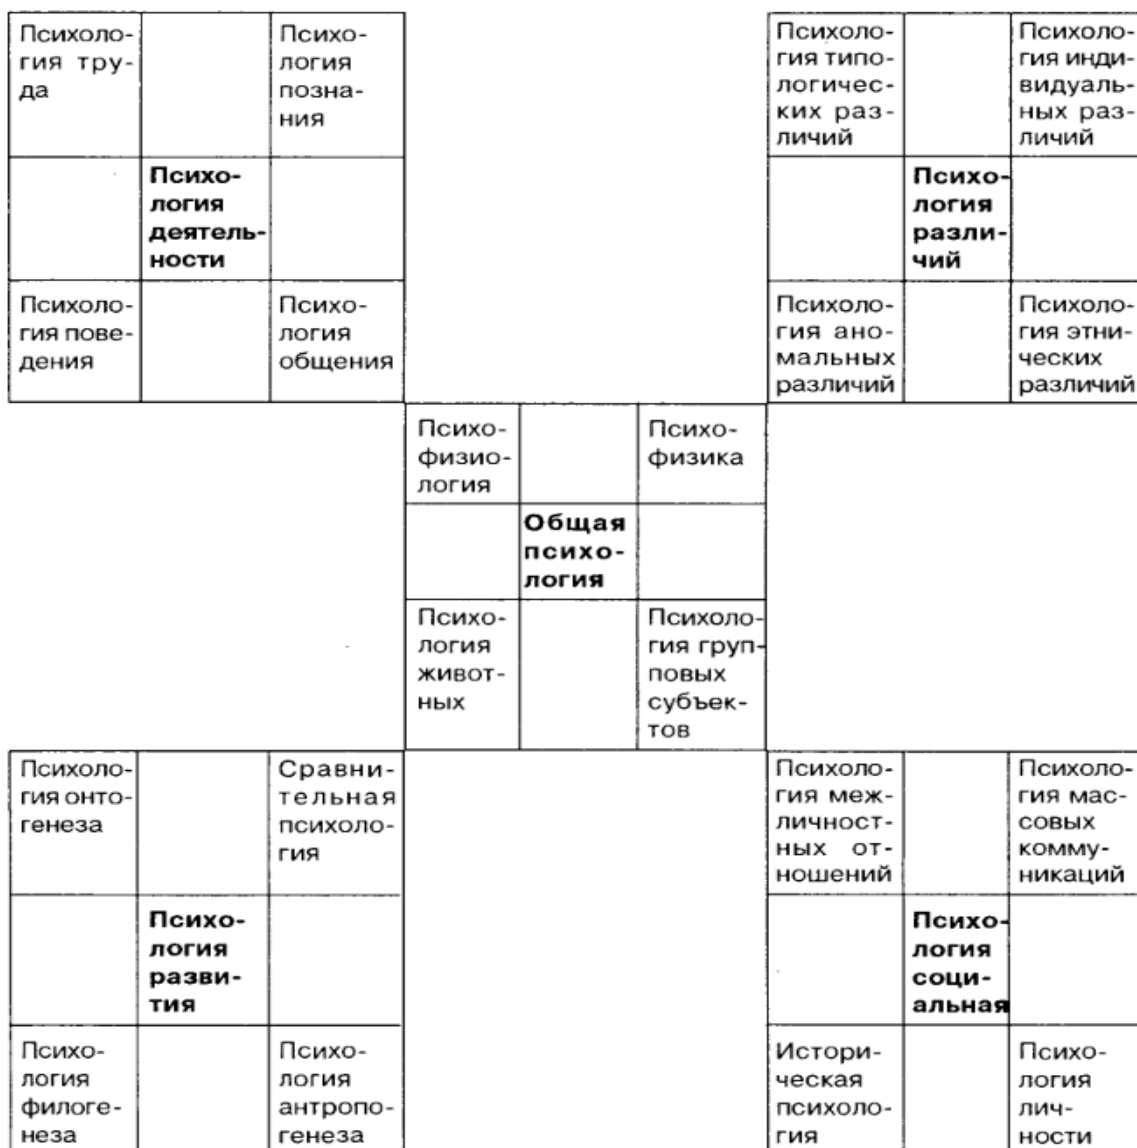 Психоло-
гия тру-
да
Психо-
логия
позна-
ния
Психо-
логия
деятель-
ности
Психоло-
гия пове-
дения
Психо-
логия
общения
Психоло-
гия типо-
логичес-
ких раз-
личий
Психоло-
гия инди-
видуаль-
ных раз-
личий
Психо-
логия
разли-
чий
Психоло-
гия ано-
мальных
различий
Психоло-
гия этни-
ческих
различий
Психо-
физио-
логия
Психо-
физика
Общая
психо-
логия
Психо-
логия
живот-
ных
Психоло-
гия груп-
повых
субъек-
тов
Психоло-
гия онто-
генеза
Сравни-
тельная
психоло-
гия
Психо-
логия
разви-
тия
Психо-
логия
филоге-
неза
Психо-
логия
антропо-
генеза
Психоло-
гия меж-
личност-
ных от-
ношений
Психоло-
гия мас-
совых
комму-
никаций
Психо-
логия
соци-
альная
Истори-
ческая
психоло-
гия
Психо-
логия
лич-
ности